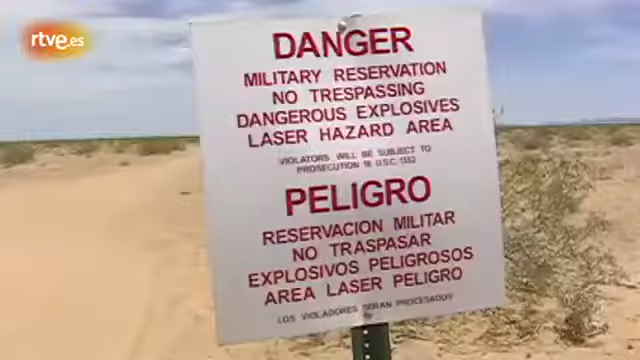 rtve.es
DANGER
MILITARY RESERVATION
NO TRESPASSING
DANGEROUS EXPLOSIVES
LASER HAZARD AREA
VIOLATORS WILL BE SUBJECT TO
PROSECUTION 18 U.S.C. 1382
PELIGRO
RESERVACION MILITAR
NO TRASPASAR
EXPLOSIVOS PELIGROSOS
AREA LASER PELIGRO
LOS VIOLADORES SERAN PROCESADOS